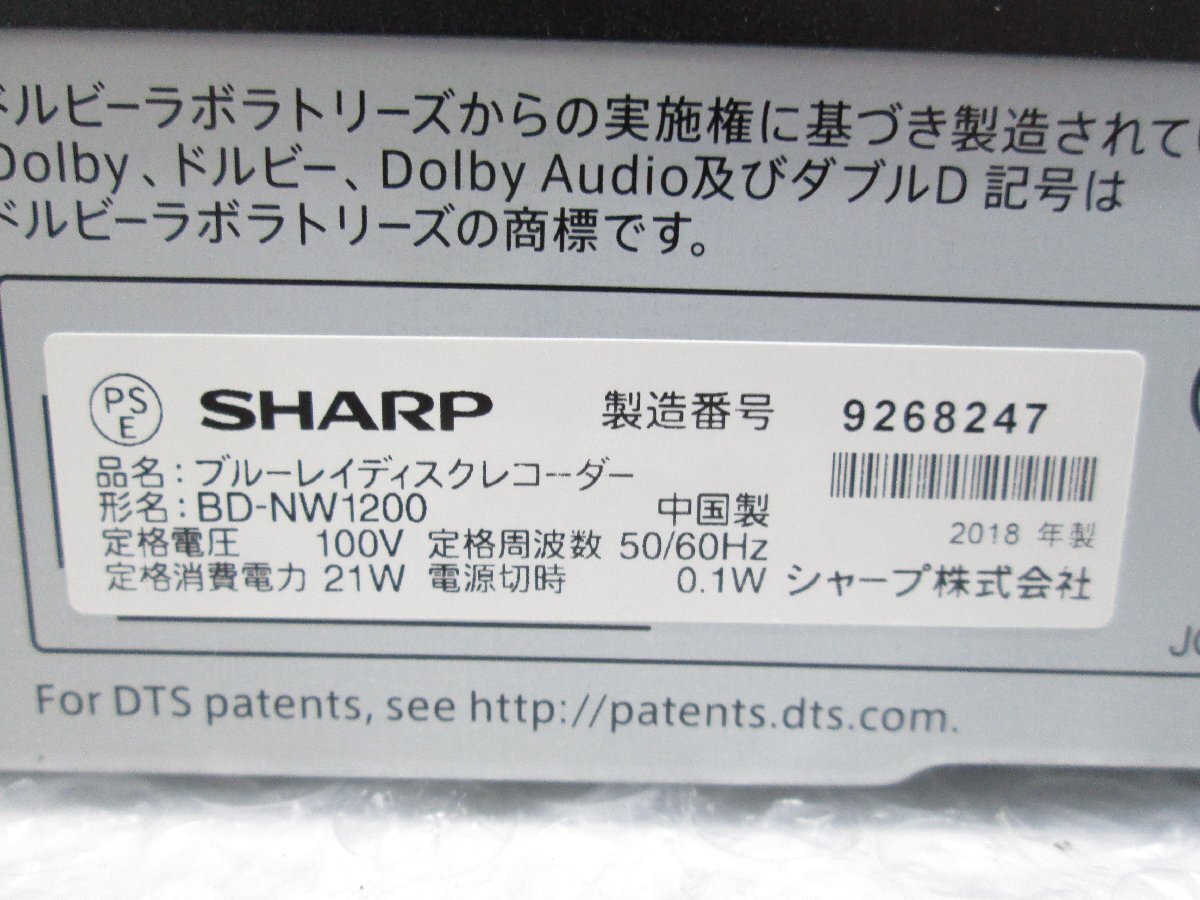 ドルビーラボラトリーズからの実施権に基づき製造されてい
Dolby、ドルビー、Dolby Audio及びダブルD 記号は
ドルビーラボラトリーズの商標です。
PSE SHARP 製造番号 9268247
品名:ブルーレイディスクレコーダー
形名:BD-NW1200 中国製
2018 年製
定格電圧 100V 定格周波数 50/60Hz
定格消費電力 21W 電源切時 0.1W シャープ株式会社
For DTS patents, see http://patents.dts.com.